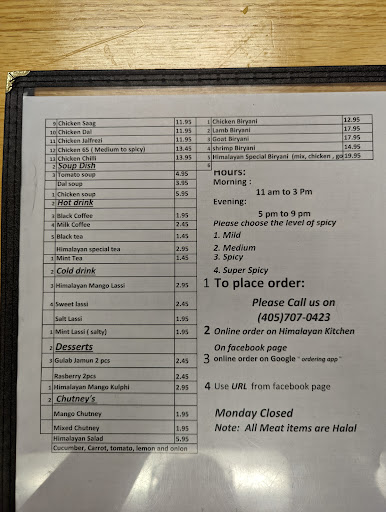 9 Chicken Saag 11.95
10 Chicken Dal 11.95
11 Chicken Jalfrezi 11.95
12 Chicken 65 ( Medium to spicy) 13.45
13 Chicken Chilli 13.95
2 Soup Dish
3 Tomato soup 4.95
Dal soup 3.95
1 Chicken soup 5.95
2 Hot drink
3 Black Coffee 1.95
4 Milk Coffee 2.45
5 Black tea 1.45
Himalayan special tea 2.95
1 Mint Tea 1.45
2 Cold drink
3 Himalayan Mango Lassi 2.95
4 Sweet lassi 2.45
Salt Lassi 1.95
1 Mint Lassi ( salty) 1.95
2 Desserts
3 Gulab Jamun 2 pcs 2.45
Rasberry 2pcs 2.45
1 Himalayan Mango Kulphi 2.95
2 Chutney's
Mango Chutney 1.95
Mixed Chutney 1.95
Himalayan Salad 5.95
Cucumber, Carrot, tomato, lemon and onion
1 Chicken Biryani 12.95
2 Lamb Biryani 17.95
3 Goat Biryani 17.95
4 shrimp Biryani 14.95
5 Himalayan Special Biryani (mix, chicken , go 19.95
6
Hours:
Morning :
11 am to 3 Pm
Evening:
5 pm to 9 pm
Please choose the level of spicy
1. Mild
2. Medium
3. Spicy
4. Super Spicy
1 To place order:
Please Call us on
(405)707-0423
2 Online order on Himalayan Kitchen
On facebook page
3 online order on Google " ordering app "
4 Use URL from facebook page
Monday Closed
Note: All Meat items are Halal